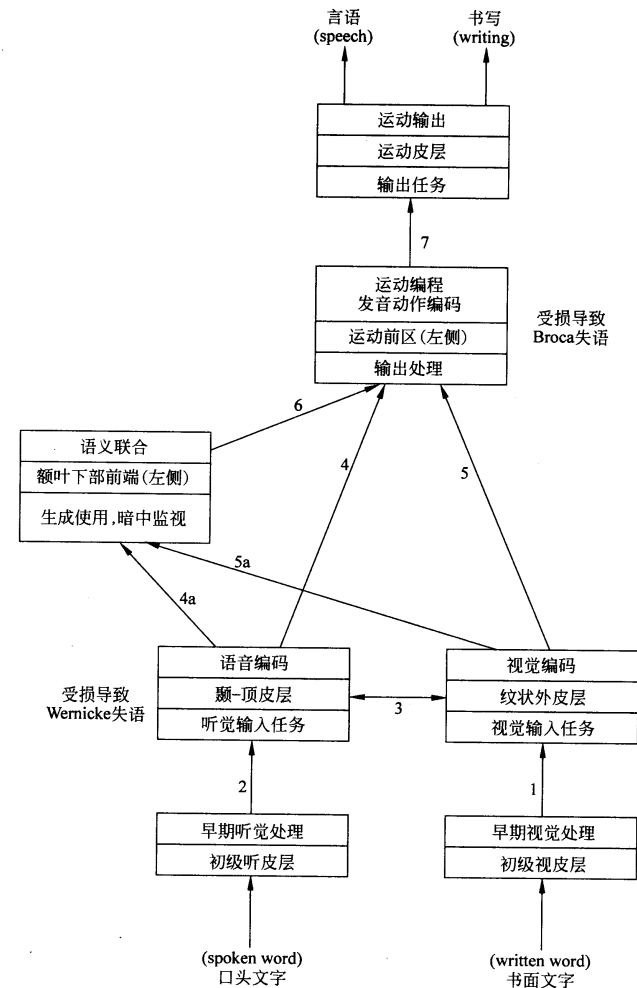 言语
(speech)
书写
(writing)
运动输出
运动皮层
输出任务
7
运动编程
发音动作编码
运动前区(左侧)
输出处理
受损导致
Broca失语
6
4
5
语义联合
额叶下部前端(左侧)
生成使用,暗中监视
5a
4a
语音编码
颞-顶皮层
听觉输入任务
受损导致
Wernicke失语
3
视觉编码
纹状外皮层
视觉输入任务
2
1
早期听觉处理
初级听皮层
早期视觉处理
初级视皮层
(spoken word)
口头文字
(written word)
书面文字